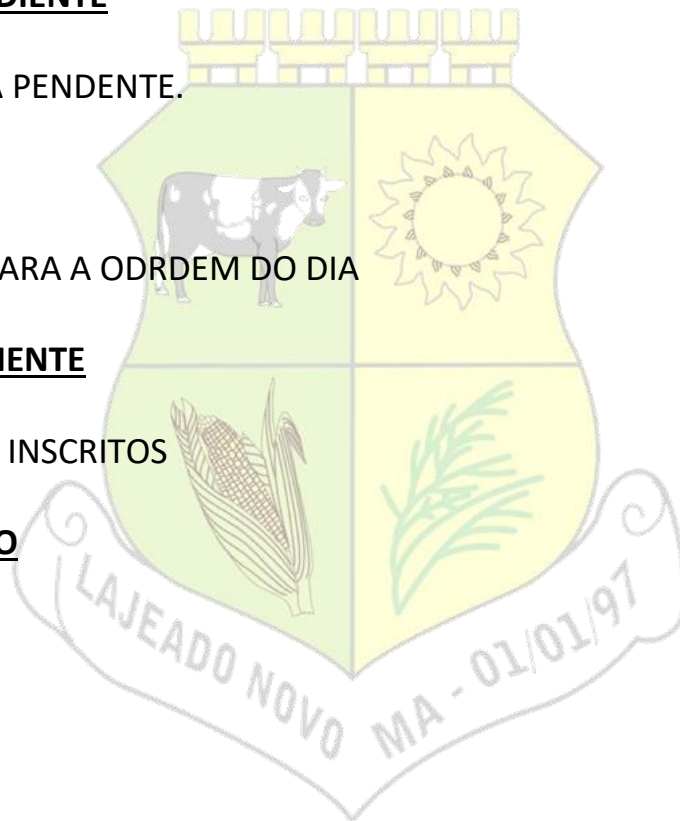 DIENTE
A PENDENTE.
ARA A ODRDEM DO DIA
IENTE
INSCRITOS
O
LAJEADO NOVO MA - 01/01/97